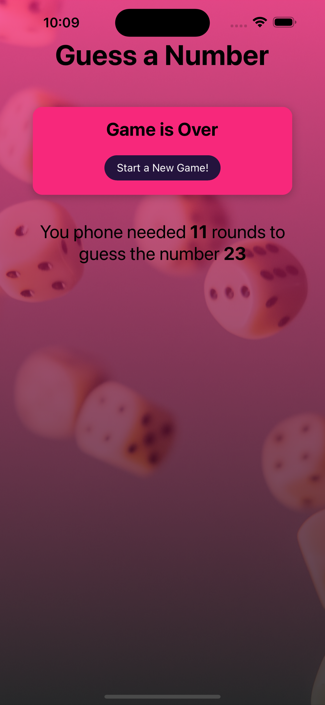 10:09
Guess a Number
Game is Over
Start a New Game!
You phone needed 11 rounds to
guess the number 23